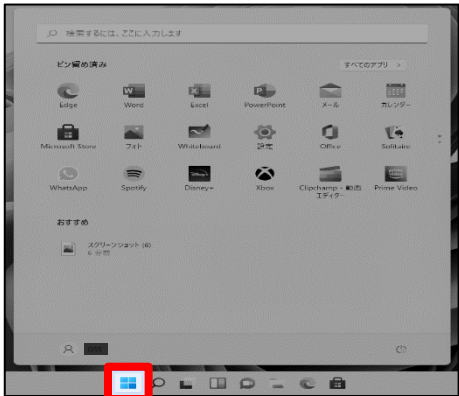 検索するには、ここに入力します
ピン留め済み
すべてのアプリ >
Edge
Word
Excel
PowerPoint
メール
カレンダー
Microsoft Store
フォト
Whiteboard
設定
Office
Solitaire
WhatsApp
Spotify
Disney+
Xbox
Clipchamp - 動画
エディター
Prime Video
おすすめ
スクリーンショット (6)
6 分前